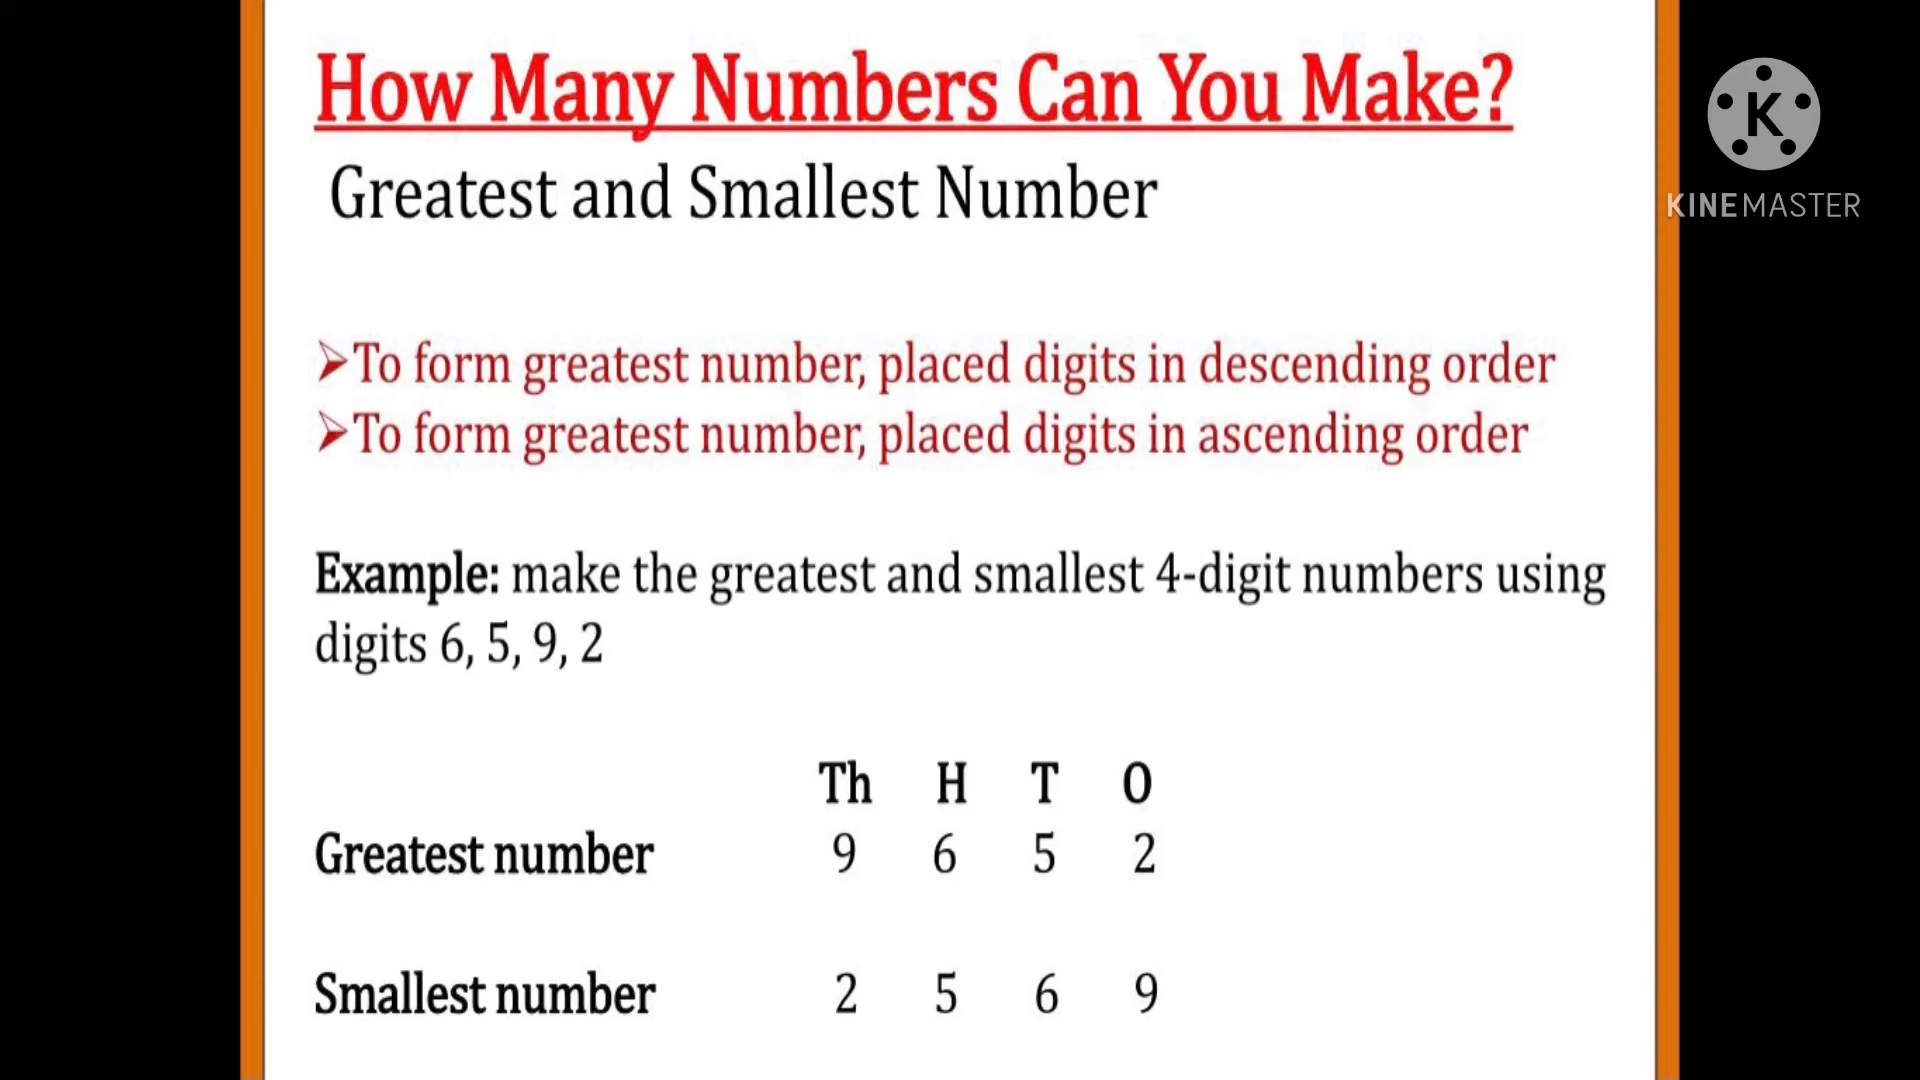 How Many Numbers Can You Make?
Greatest and Smallest Number
K
KINEMASTER
➢To form greatest number, placed digits in descending order
➢To form greatest number, placed digits in ascending order
Example: make the greatest and smallest 4-digit numbers using
digits 6, 5, 9, 2
Th H T O
Greatest number 9 6 5 2
Smallest number 2 5 6 9